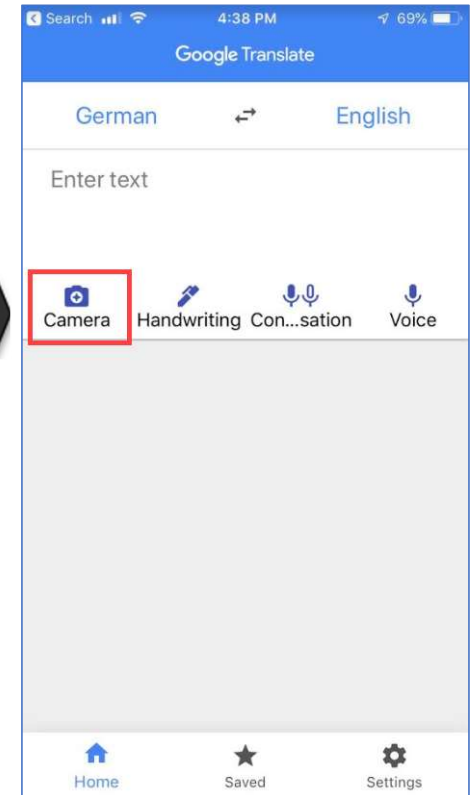 Search 4:38 PM 69%
Google Translate
German English
Enter text
Camera Handwriting Con...sation Voice
Home Saved Settings